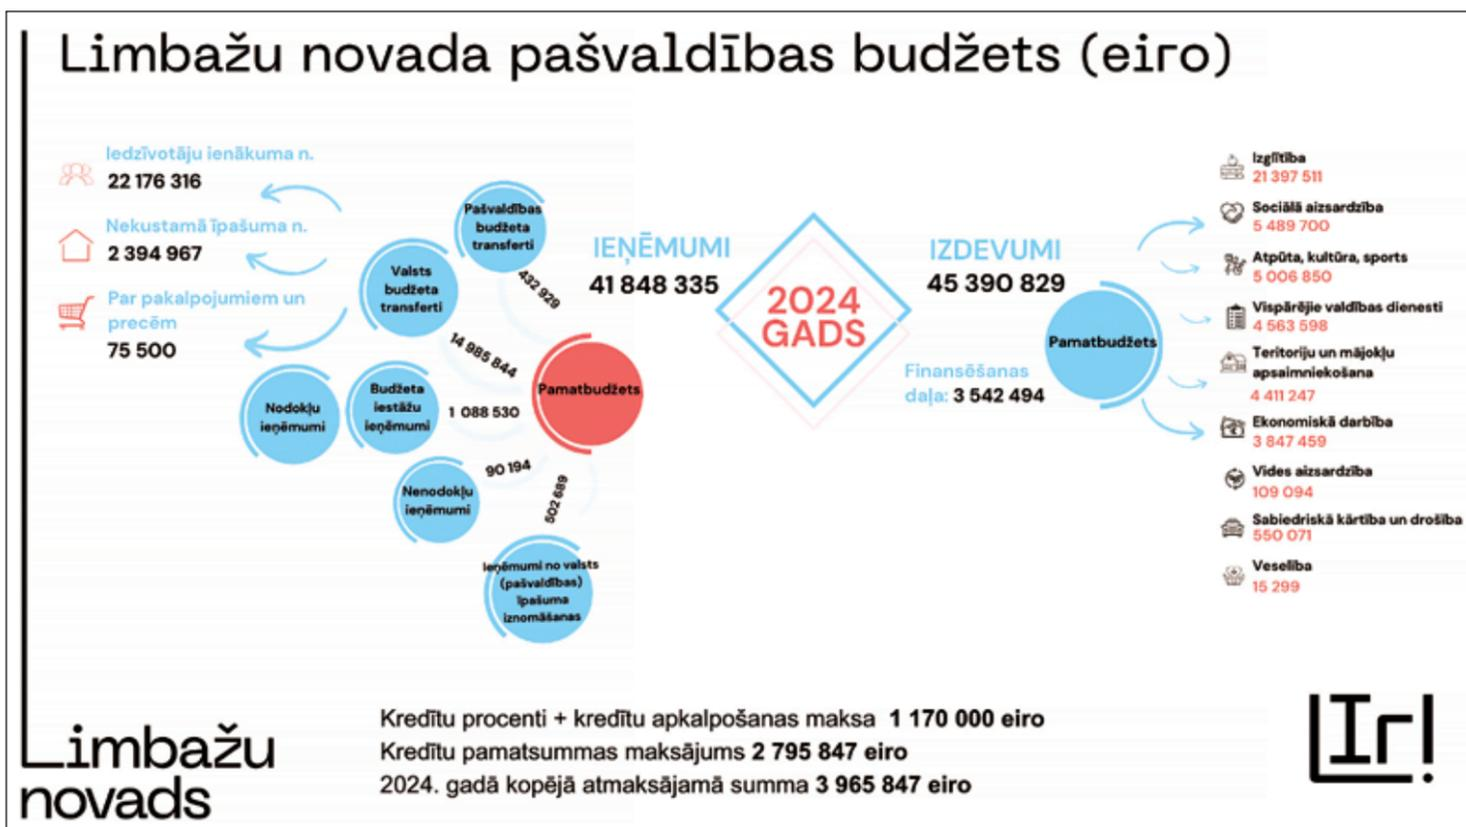 Limbažu novada pašvaldības budžets (eiro)
Iedzīvotāju ienākuma n.
22 176 316
Nekustamā īpašuma n.
2 394 967
Par pakalpojumiem un
precēm
75 500
Pašvaldības
budžeta
transferti
432 929
Valsts
budžeta
transferti
14 985 844
Nodokļu
ieņēmumi
Budžeta
iestāžu
ieņēmumi
1 088 530
Nenodokļu
ieņēmumi
90 194
Ieņēmumi no valsts
(pašvaldības)
īpašuma
iznomāšanas
502 689
Pamatbudžets
IEŅĒMUMI
41 848 335
2024
GADS
IZDEVUMI
45 390 829
Finansēšanas
daļa: 3 542 494
Pamatbudžets
Izglītība
21 397 511
Sociālā aizsardzība
5 489 700
Atpūta, kultūra, sports
5 006 850
Vispārējie valdības dienesti
4 563 598
Teritoriju un mājokļu
apsaimniekošana
4 411 247
Ekonomiskā darbība
3 847 459
Vides aizsardzība
109 094
Sabiedriskā kārtība un drošība
550 071
Veselība
15 299
Limbažu
novads
Kredītu procenti + kredītu apkalpošanas maksa 1 170 000 eiro
Kredītu pamatsummas maksājums 2 795 847 eiro
2024. gadā kopējā atmaksājamā summa 3 965 847 eiro
Ir!